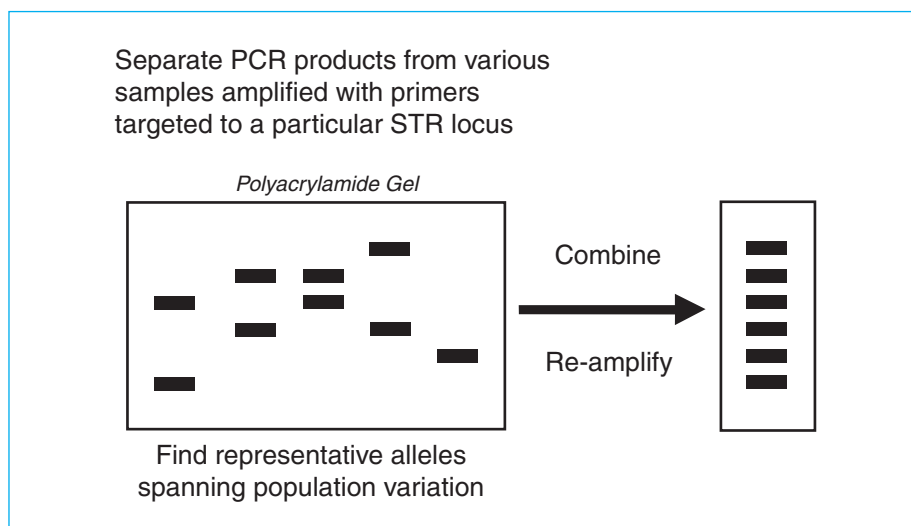 Separate PCR products from various
samples amplified with primers
targeted to a particular STR locus
Polyacrylamide Gel
Combine
Re-amplify
Find representative alleles
spanning population variation